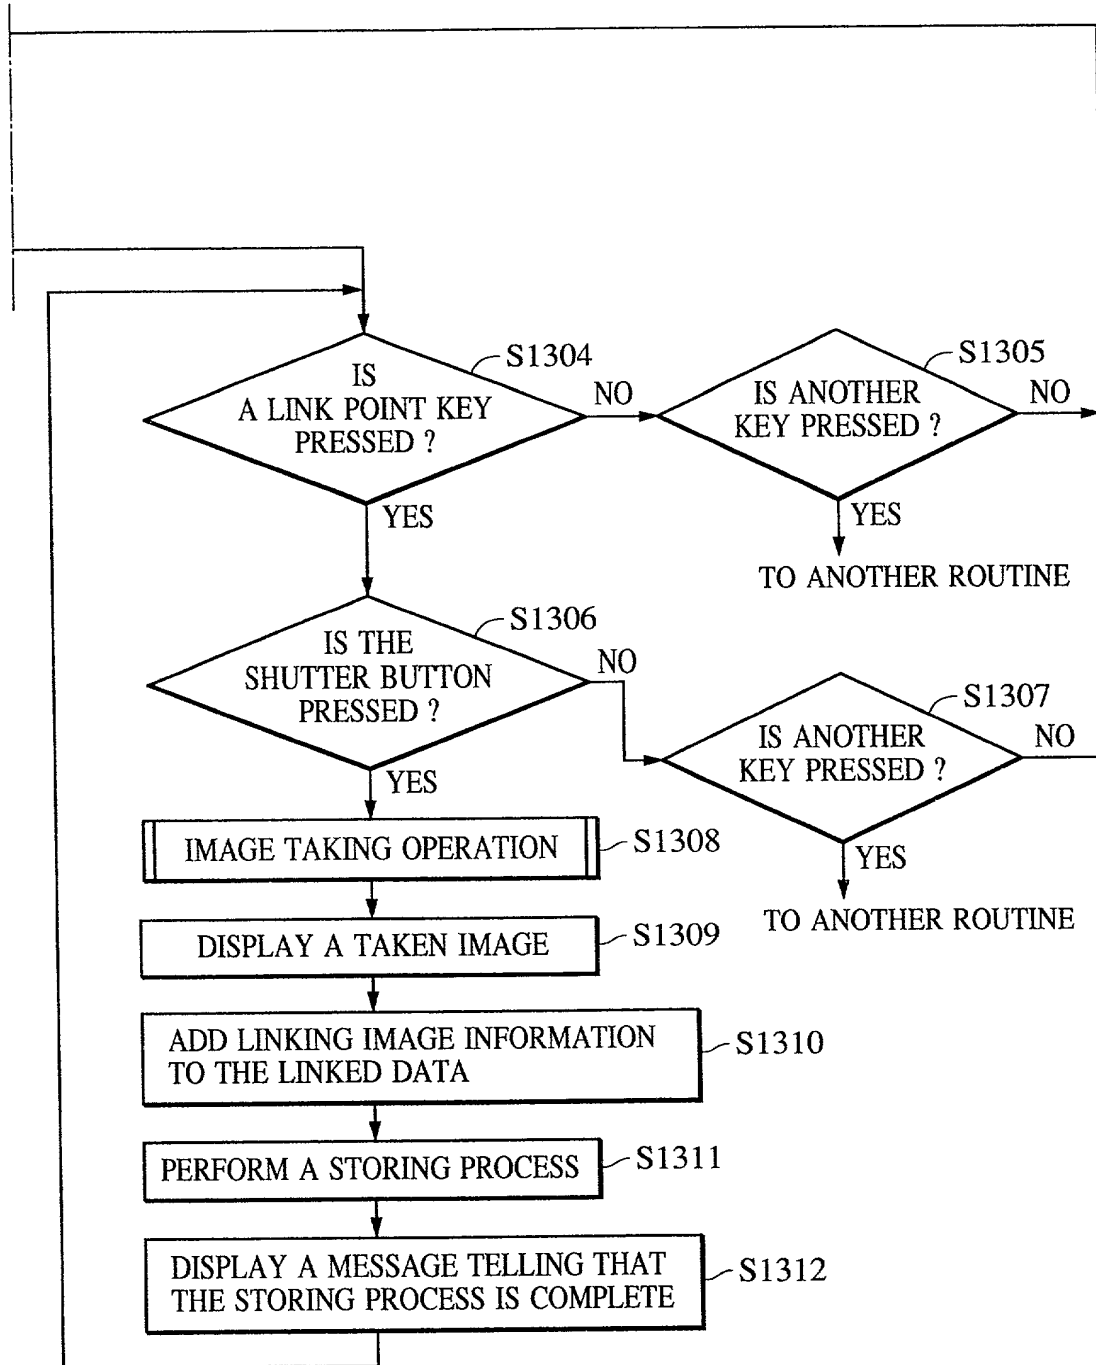 S1304
IS
A LINK POINT KEY
PRESSED ?
NO
YES
S1305
IS ANOTHER
KEY PRESSED ?
NO
YES
TO ANOTHER ROUTINE
S1306
IS THE
SHUTTER BUTTON
PRESSED ?
NO
YES
S1307
IS ANOTHER
KEY PRESSED ?
NO
YES
TO ANOTHER ROUTINE
IMAGE TAKING OPERATION
S1308
DISPLAY A TAKEN IMAGE
S1309
ADD LINKING IMAGE INFORMATION
TO THE LINKED DATA
S1310
PERFORM A STORING PROCESS
S1311
DISPLAY A MESSAGE TELLING THAT
THE STORING PROCESS IS COMPLETE
S1312